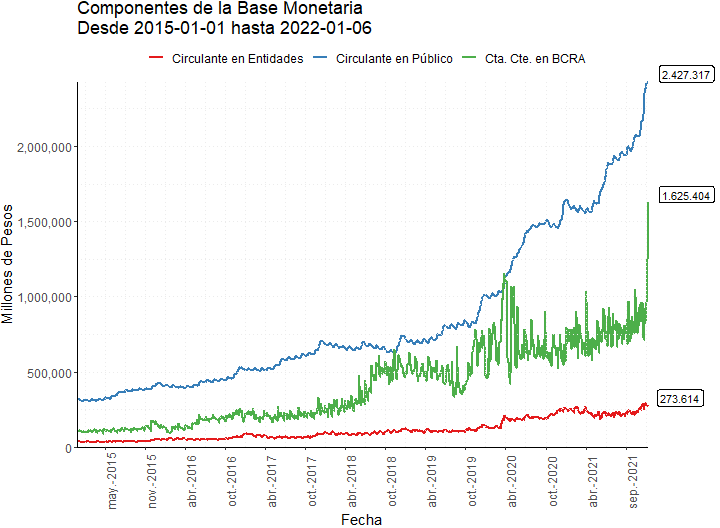 Componentes de la Base Monetaria
Desde 2015-01-01 hasta 2022-01-06
Circulante en Entidades
Circulante en Público
Cta. Cte. en BCRA
2.427.317
1.625.404
273.614
Millones de Pesos
2,000,000
1,500,000
1,000,000
500,000
0
may.-2015
nov.-2015
abr.-2016
oct.-2016
abr.-2017
oct.-2017
abr.-2018
oct.-2018
abr.-2019
oct.-2019
abr.-2020
oct.-2020
abr.-2021
sep.-2021
Fecha